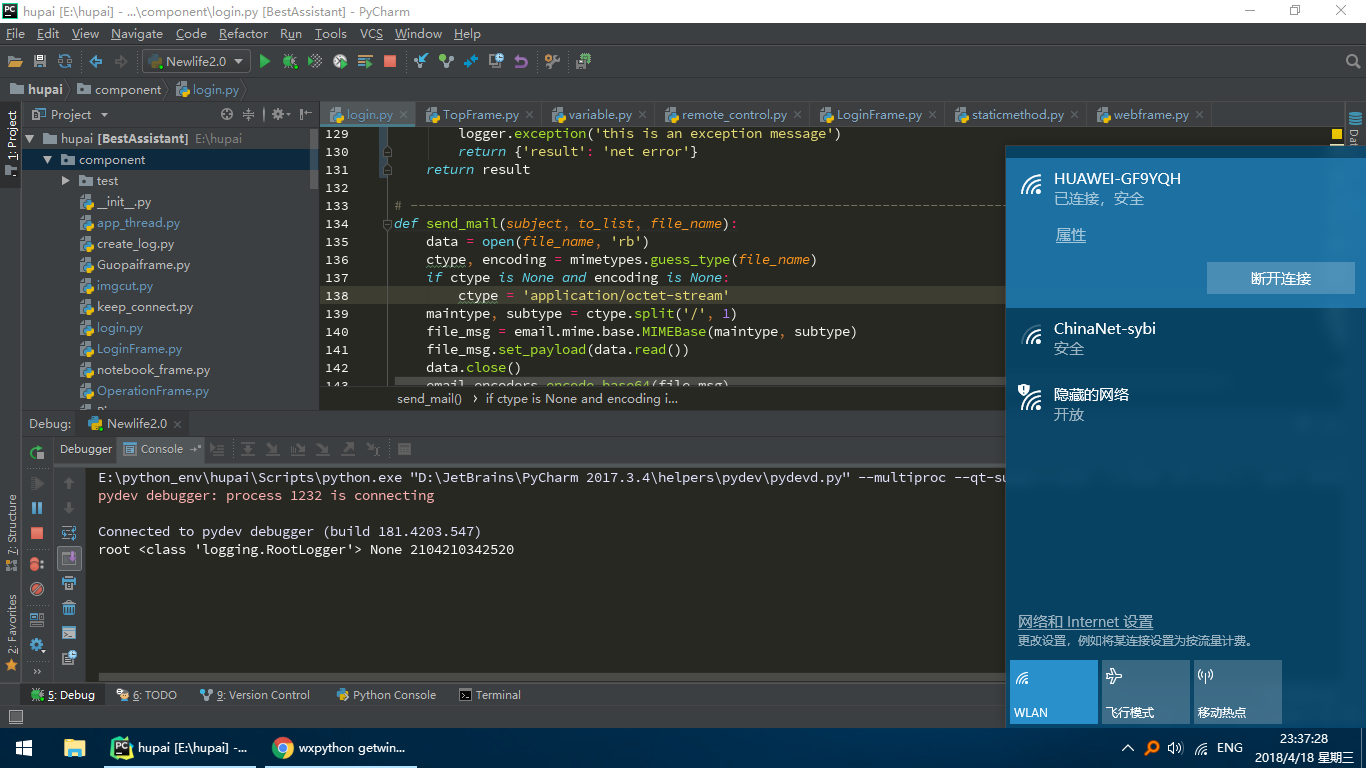 hupai [E:\hupai] - ...\component\login.py [BestAssistant] - PyCharm
File Edit View Navigate Code Refactor Run Tools VCS Window Help
Newlife2.0
hupai component login.py
1: Project
Project
login.py TopFrame.py variable.py remote_control.py LoginFrame.py staticmethod.py webframe.py
hupai [BestAssistant] E:\hupai
component
test
__init__.py
app_thread.py
create_log.py
Guopaiframe.py
imgcut.py
keep_connect.py
login.py
LoginFrame.py
notebook_frame.py
OperationFrame.py
129 logger.exception('this is an exception message')
130 return {'result': 'net error'}
131 return result
132
133 # ---------------------------------------------------------------------------
134 def send_mail(subject, to_list, file_name):
135 data = open(file_name, 'rb')
136 ctype, encoding = mimetypes.guess_type(file_name)
137 if ctype is None and encoding is None:
138 ctype = 'application/octet-stream'
139 maintype, subtype = ctype.split('/', 1)
140 file_msg = email.mime.base.MIMEBase(maintype, subtype)
141 file_msg.set_payload(data.read())
142 data.close()
143 email.encoders.encode_base64(file_msg)
send_mail() › if ctype is None and encoding i...
Debug: Newlife2.0
Debugger Console
E:\python_env\hupai\Scripts\python.exe "D:\JetBrains\PyCharm 2017.3.4\helpers\pydev\pydevd.py" --multiproc --qt-su
pydev debugger: process 1232 is connecting
Connected to pydev debugger (build 181.4203.547)
root <class 'logging.RootLogger'> None 2104210342520
7: Structure
2: Favorites
5: Debug 6: TODO 9: Version Control Python Console Terminal
HUAWEI-GF9YQH
已连接，安全
属性
断开连接
ChinaNet-sybi
安全
隐藏的网络
开放
网络和 Internet 设置
更改设置，例如将某连接设置为按流量计费。
WLAN 飞行模式 移动热点
hupai [E:\hupai] -... wxpython getwin...
ENG
23:37:28
2018/4/18 星期三